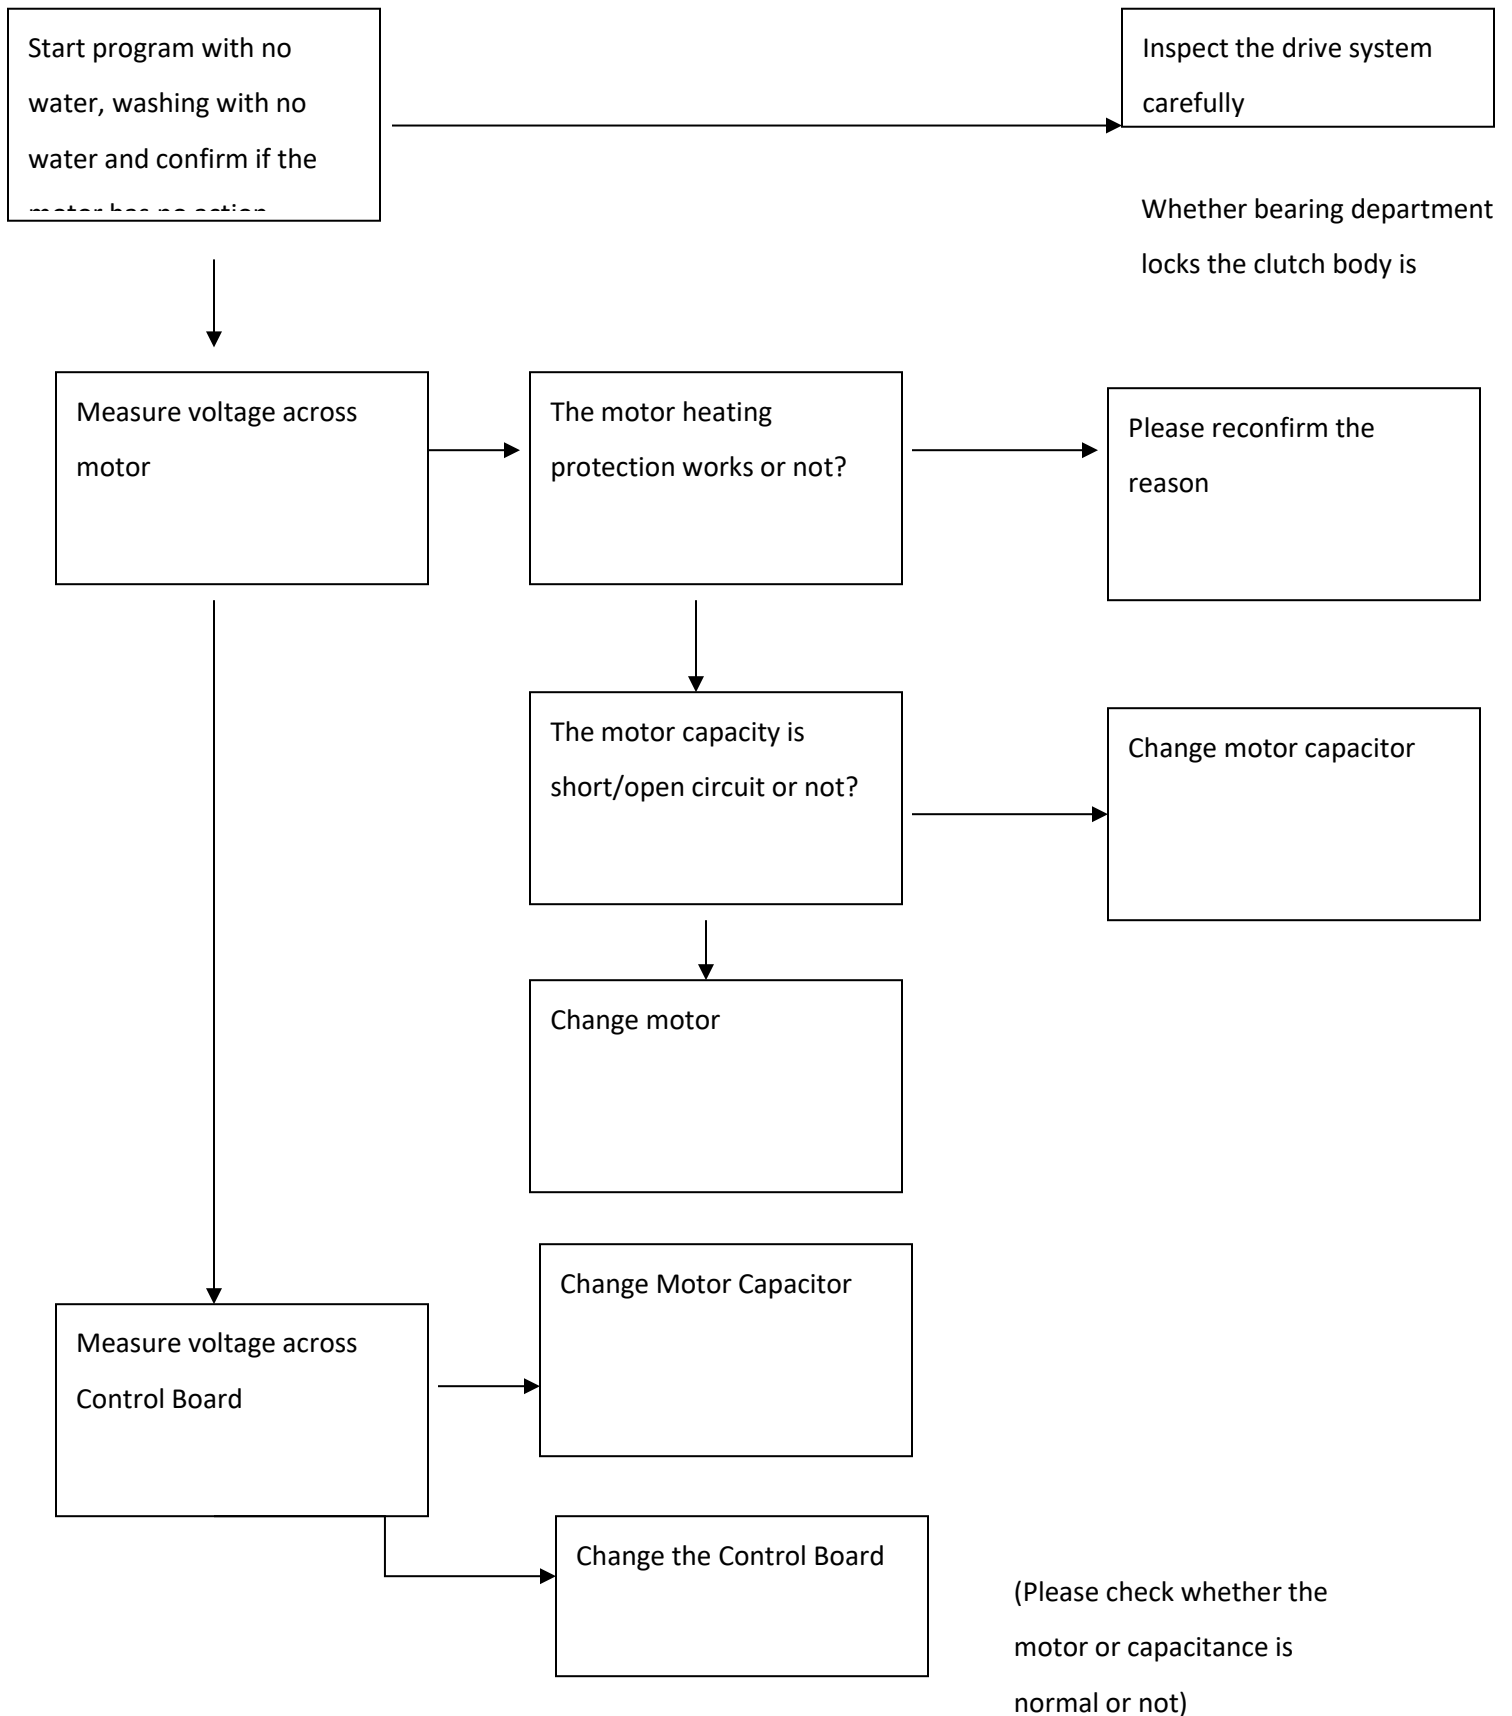 Start program with no
water, washing with no
water and confirm if the
motor has no action
Inspect the drive system
carefully
Whether bearing department
locks the clutch body is
Measure voltage across
motor
The motor heating
protection works or not?
Please reconfirm the
reason
The motor capacity is
short/open circuit or not?
Change motor capacitor
Change motor
Change Motor Capacitor
Measure voltage across
Control Board
Change the Control Board
(Please check whether the
motor or capacitance is
normal or not)